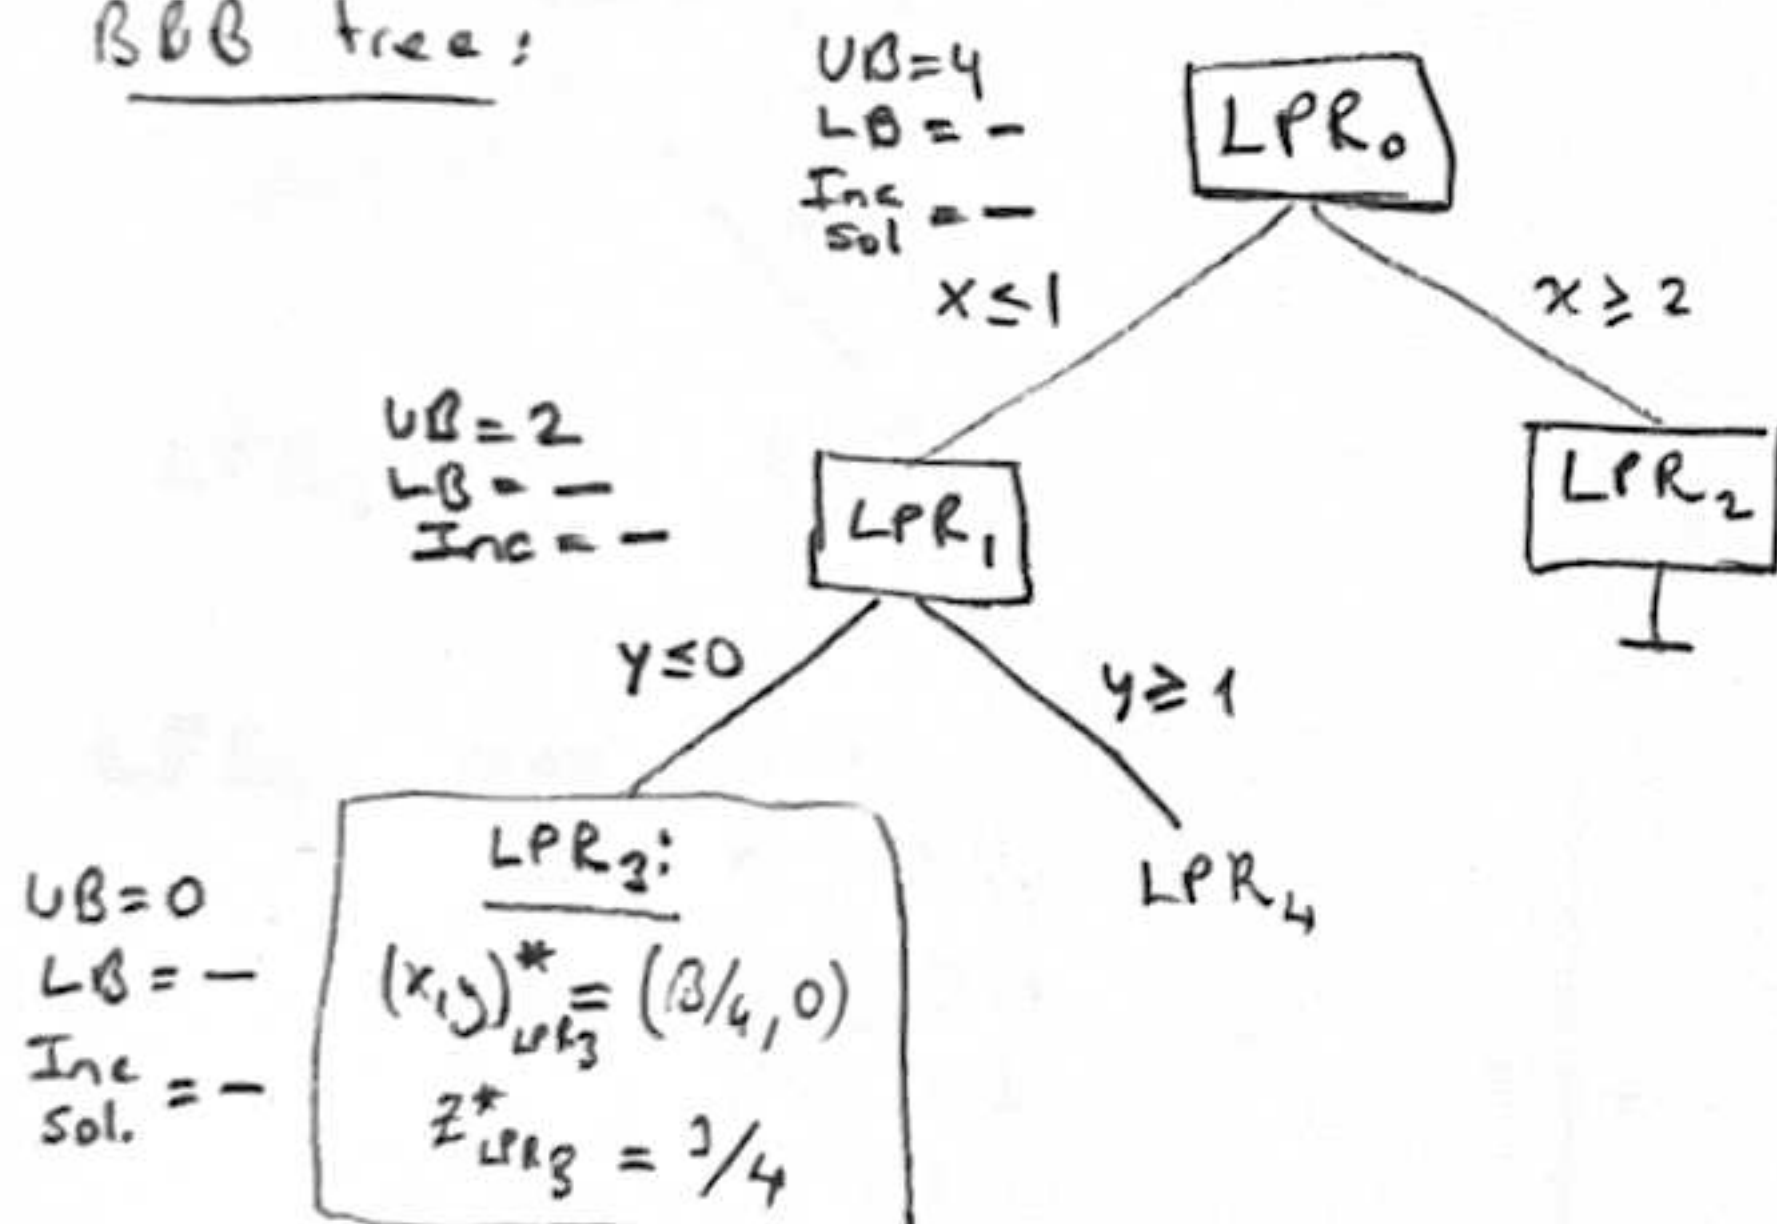 B&B tree:
UB=4
LB = -
Inc sol = -
LPR₀
x≤1
x ≥ 2
UB=2
LB = -
Inc = -
LPR₁
LPR₂
y≤0
y≥1
UB=0
LB = -
Inc sol. = -
LPR₃:
(x,y)*LPR₃ = (3/4, 0)
Z*LPR₃ = 3/4
LPR₄